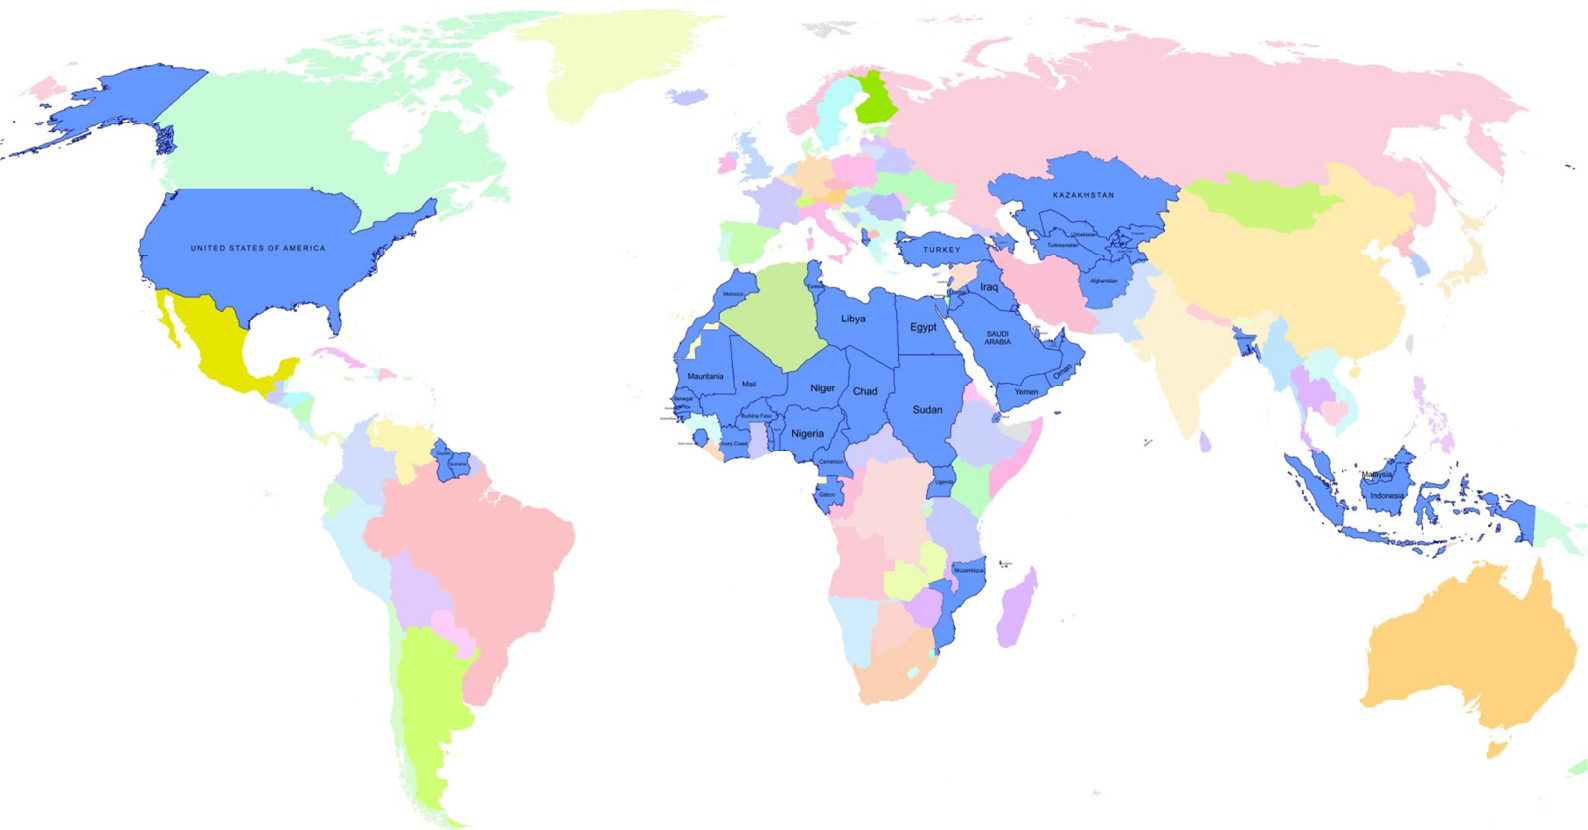 KAZAKHSTAN
UNITED STATES OF AMERICA
TURKEY
Uzbekistan
Turkmenistan
Afghanistan
Iraq
Morocco
Tunisia
Libya
Egypt
SAUDI
ARABIA
Mauritania
Mali
Niger
Chad
Sudan
Yemen
Oman
Senegal
Burkina Faso
Nigeria
Ivory Coast
Cameroon
Uganda
Gabon
Guyana
Suriname
Malaysia
Indonesia
Mozambique